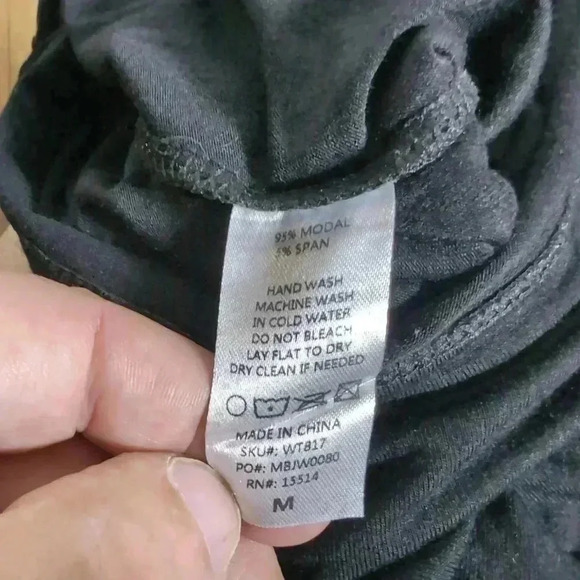 95% MODAL
5% SPAN
HAND WASH
MACHINE WASH
IN COLD WATER
DO NOT BLEACH
LAY FLAT TO DRY
DRY CLEAN IF NEEDED
MADE IN CHINA
SKU#: WT817
PO#: MBJW0080
RN#: 15514
M